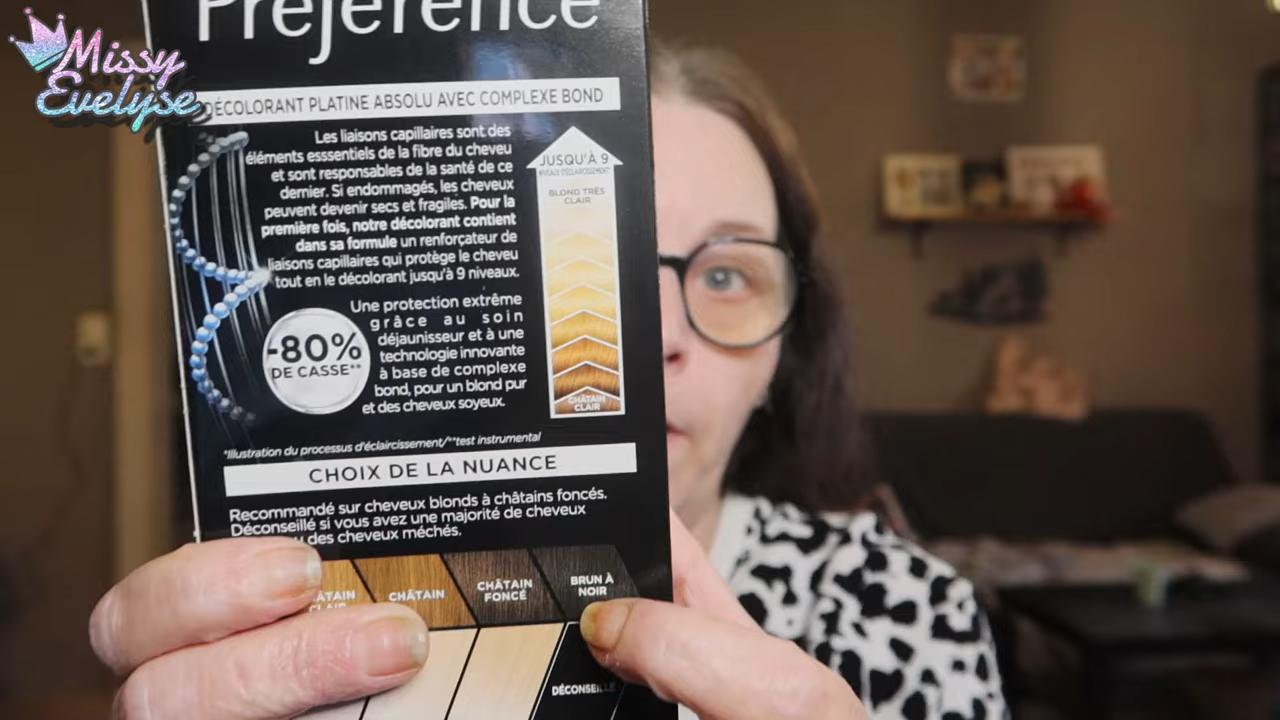 Missy
Evelyse
Préférence
DÉCOLORANT PLATINE ABSOLU AVEC COMPLEXE BOND
Les liaisons capillaires sont des
éléments esssentiels de la fibre du cheveu
et sont responsables de la santé de ce
dernier. Si endommagés, les cheveux
peuvent devenir secs et fragiles. Pour la
première fois, notre décolorant contient
dans sa formule un renforçateur de
liaisons capillaires qui protège le cheveu
tout en le décolorant jusqu'à 9 niveaux.
JUSQU'À 9
NIVEAUX D'ÉCLAIRCISSEMENT*
BLOND TRÈS
CLAIR
CHÂTAIN
CLAIR
-80%
DE CASSE**
Une protection extrême
grâce au soin
déjaunisseur et à une
technologie innovante
à base de complexe
bond, pour un blond pur
et des cheveux soyeux.
*Illustration du processus d'éclaircissement/**test instrumental
CHOIX DE LA NUANCE
Recommandé sur cheveux blonds à châtains foncés.
Déconseillé si vous avez une majorité de cheveux
des cheveux méchés.
CHÂTAIN
CHÂTAIN
FONCÉ
BRUN À
NOIR
DÉCONSEILLÉ